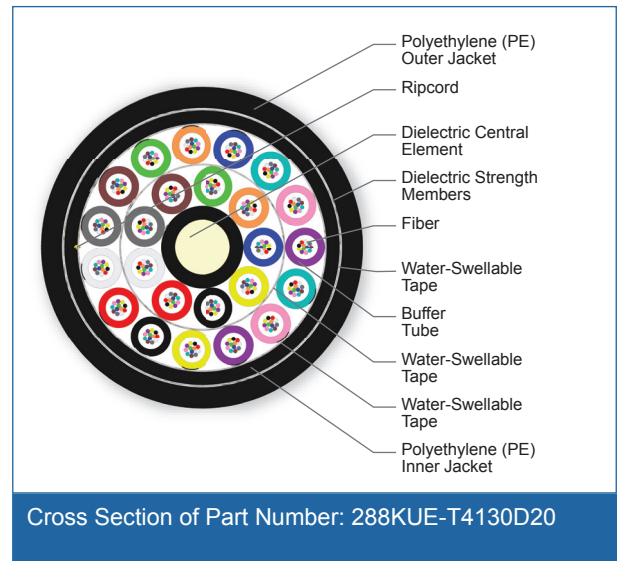 Polyethylene (PE)
Outer Jacket
Ripcord
Dielectric Central
Element
Dielectric Strength
Members
Fiber
Water-Swellable
Tape
Buffer
Tube
Water-Swellable
Tape
Water-Swellable
Tape
Polyethylene (PE)
Inner Jacket
Cross Section of Part Number: 288KUE-T4130D20